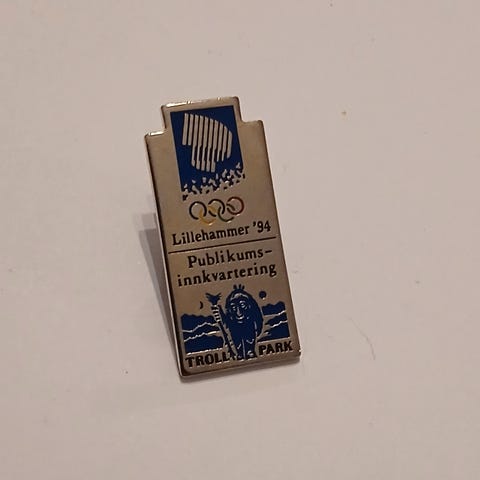 Lillehammer '94
Publikums-
innkvartering
TROLL PARK